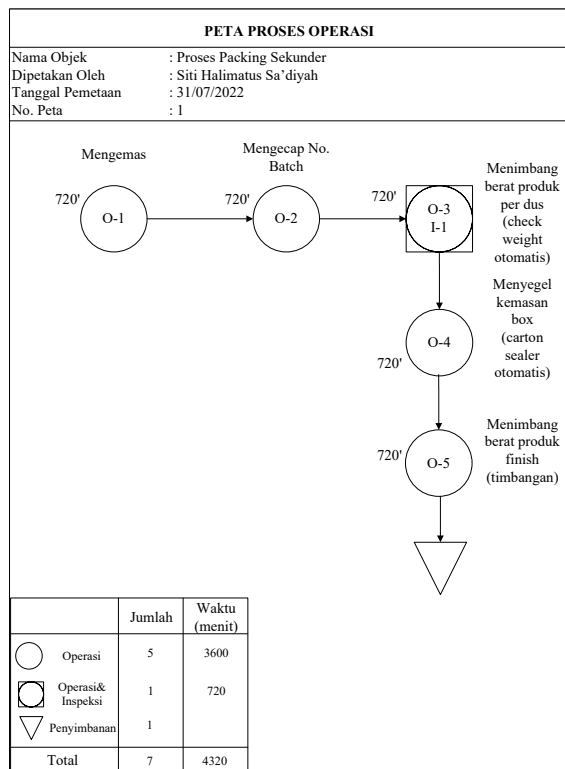 PETA PROSES OPERASI
Nama Objek : Proses Packing Sekunder
Dipetakan Oleh : Siti Halimatus Sa’diyah
Tanggal Pemetaan : 31/07/2022
No. Peta : 1
Mengemas
720'
O-1
Mengecap No.
Batch
720'
O-2
720'
O-3
I-1
Menimbang
berat produk
per dus
(check
weight
otomatis)
O-4
720'
Menyegel
kemasan
box
(carton
sealer
otomatis)
720'
O-5
Menimbang
berat produk
finish
(timbangan)
Jumlah Waktu
(menit)
Operasi 5 3600
Operasi&
Inspeksi 1 720
Penyimbanan 1
Total 7 4320